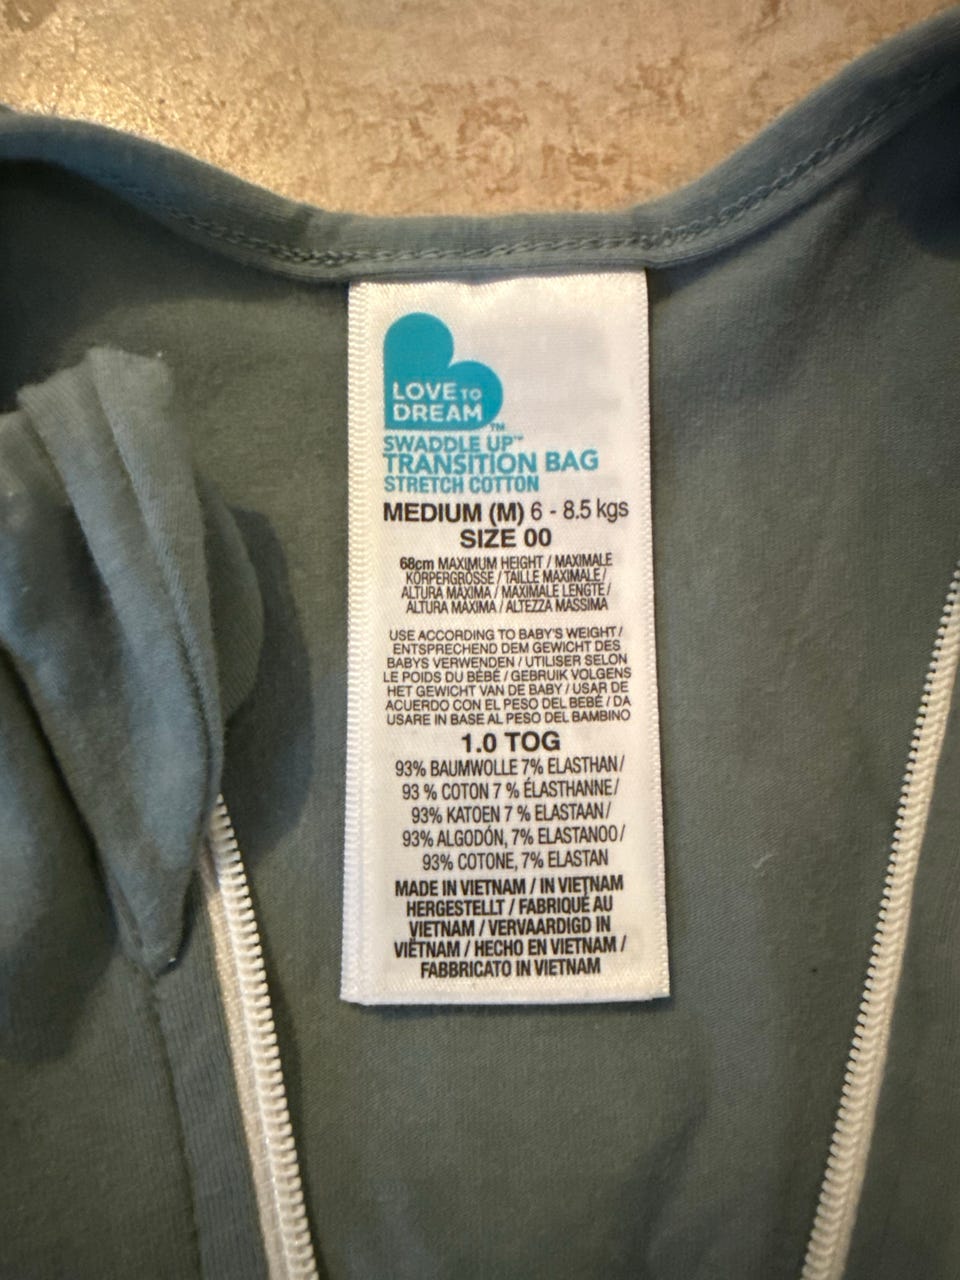 LOVE TO
DREAM™
SWADDLE UP™
TRANSITION BAG
STRETCH COTTON
MEDIUM (M) 6 - 8.5 kgs
SIZE 00
68cm MAXIMUM HEIGHT / MAXIMALE
KÖRPERGRÖSSE / TAILLE MAXIMALE /
ALTURA MÁXIMA / MAXIMALE LENGTE /
ALTURA MÁXIMA / ALTEZZA MASSIMA
USE ACCORDING TO BABY'S WEIGHT /
ENTSPRECHEND DEM GEWICHT DES
BABYS VERWENDEN / UTILISER SELON
LE POIDS DU BÉBÉ / GEBRUIK VOLGENS
HET GEWICHT VAN DE BABY / USAR DE
ACUERDO CON EL PESO DEL BEBÉ / DA
USARE IN BASE AL PESO DEL BAMBINO
1.0 TOG
93% BAUMWOLLE 7% ELASTHAN /
93 % COTON 7 % ÉLASTHANNE /
93% KATOEN 7 % ELASTAAN /
93% ALGODÓN, 7% ELASTANOO /
93% COTONE, 7% ELASTAN
MADE IN VIETNAM / IN VIETNAM
HERGESTELLT / FABRIQUÉ AU
VIETNAM / VERVAARDIGD IN
VIËTNAM / HECHO EN VIETNAM /
FABBRICATO IN VIETNAM